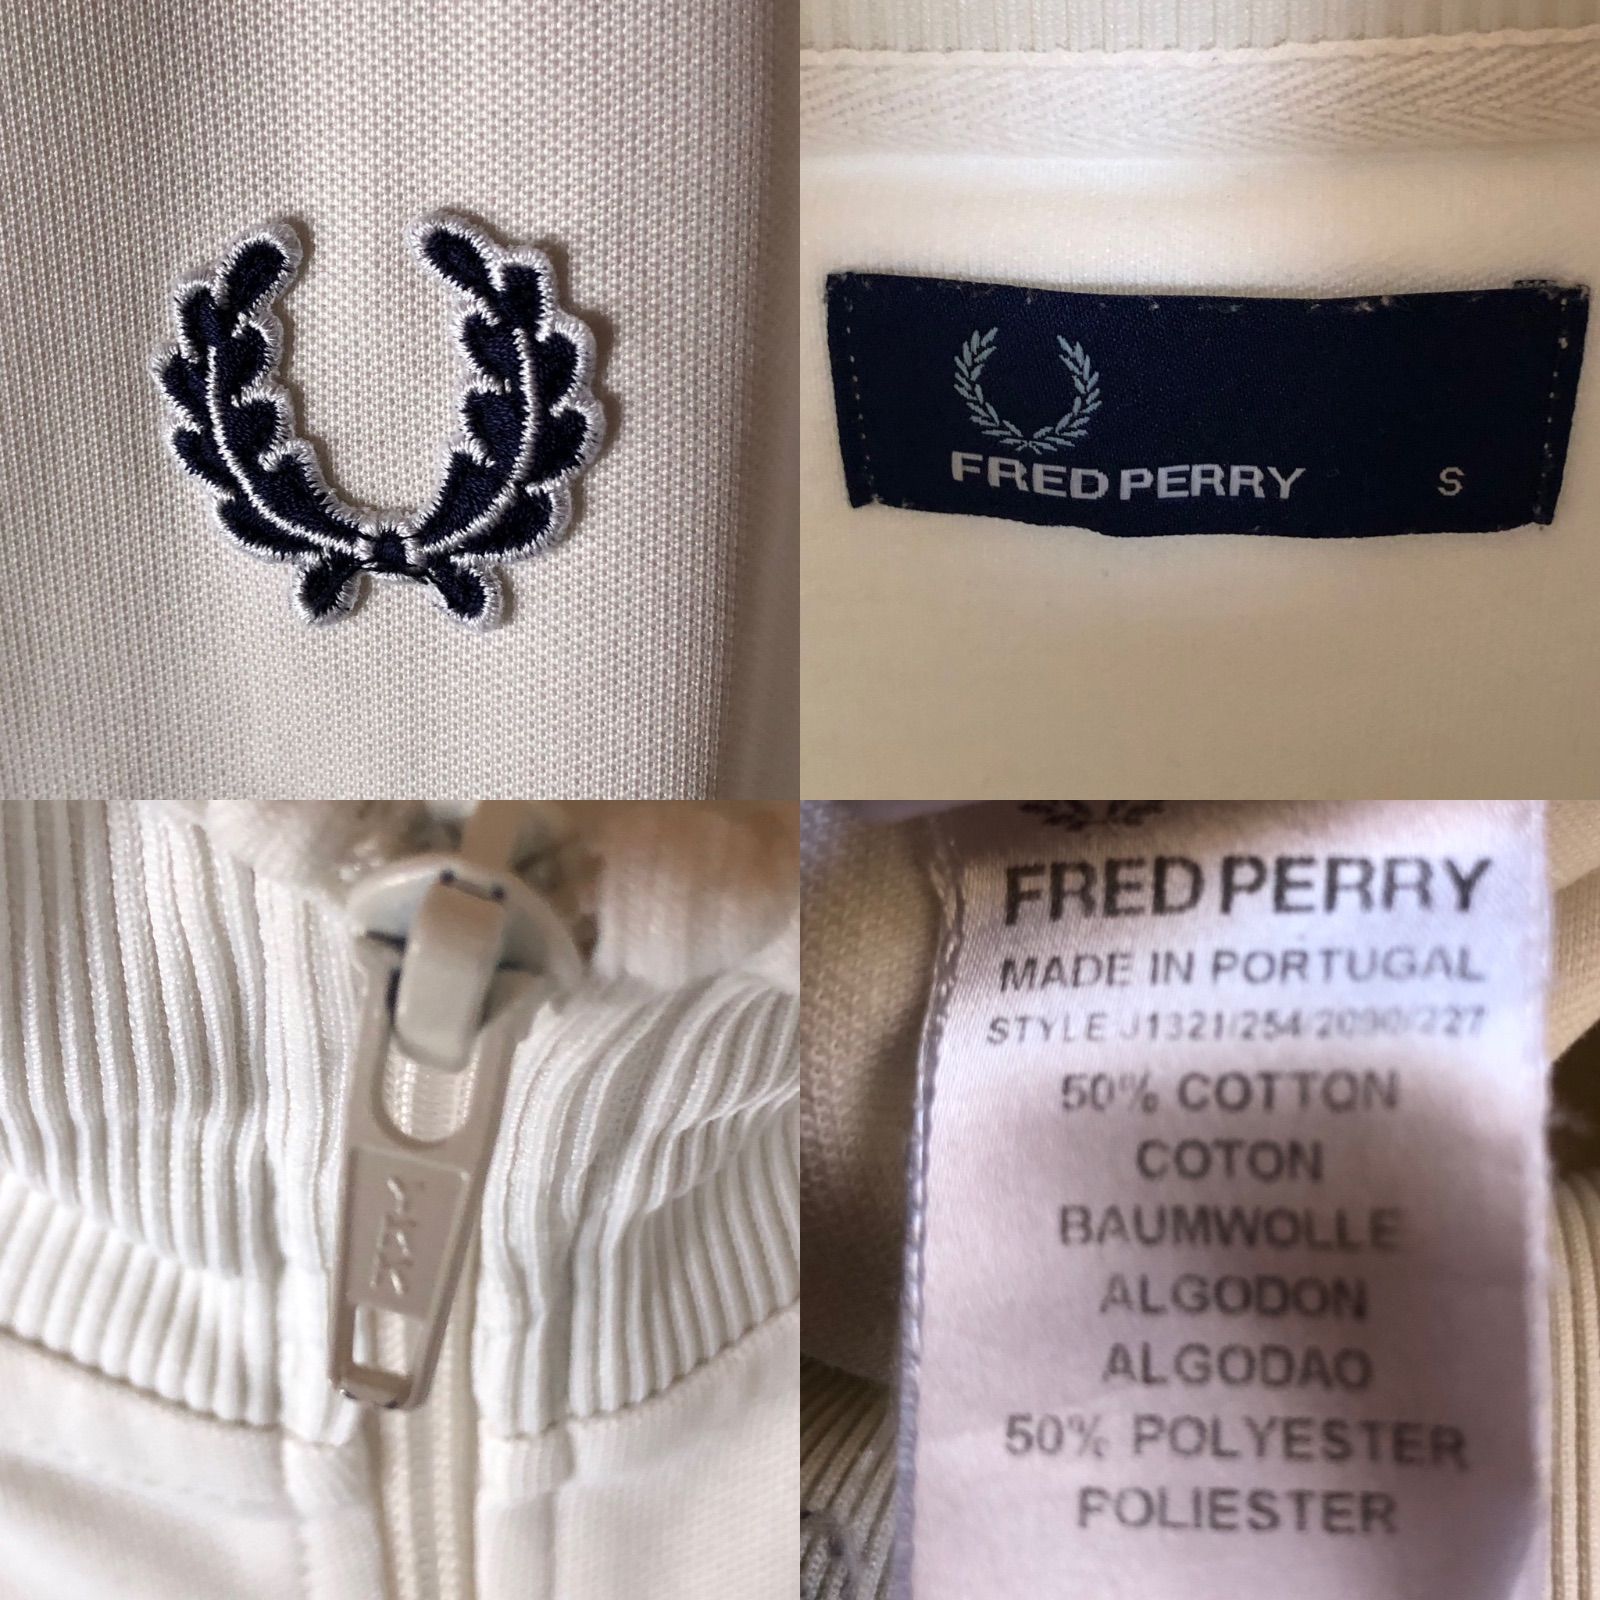 FRED PERRY S
YKK
FRED PERRY
MADE IN PORTUGAL
STYLE J1321/254/2090/227
50% COTTON
COTON
BAUMWOLLE
ALGODON
ALGODAO
50% POLYESTER
POLIESTER